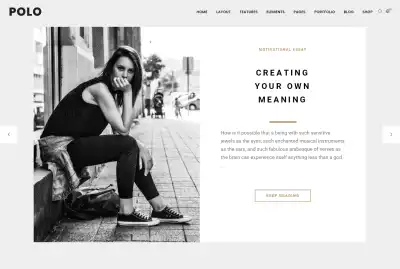 POLO
HOME LAYOUT FEATURES ELEMENTS PAGES PORTFOLIO BLOG SHOP
MOTIVATIONAL ESSAY
CREATING
YOUR OWN
MEANING
How is it possible that a being with such sensitive
jewels as the eyes, such enchanted musical instruments
as the ears, and such fabulous arabesque of nerves as
the brain can experience itself anything less than a god.
KEEP READING